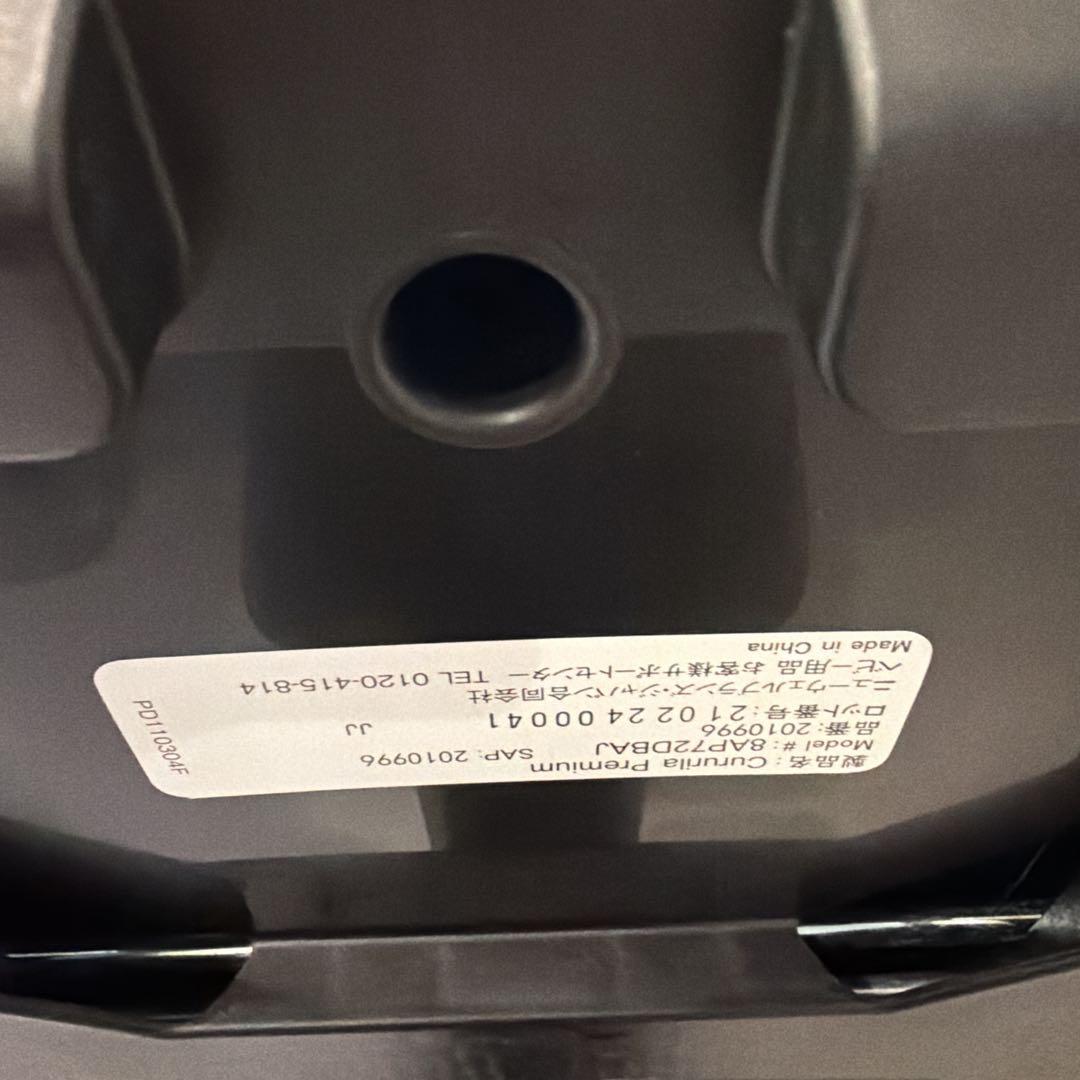 製品名 : Cururila Premium
Model # : 8AP72DBAJ SAP: 2010996
品番: 2010996
ロット番号: 21 02 24 00041 JJ
ニューウェルブランズ・ジャパン合同会社
ベビー用品 お客様サポートセンター TEL 0120-415-814
Made in China
PD110304F